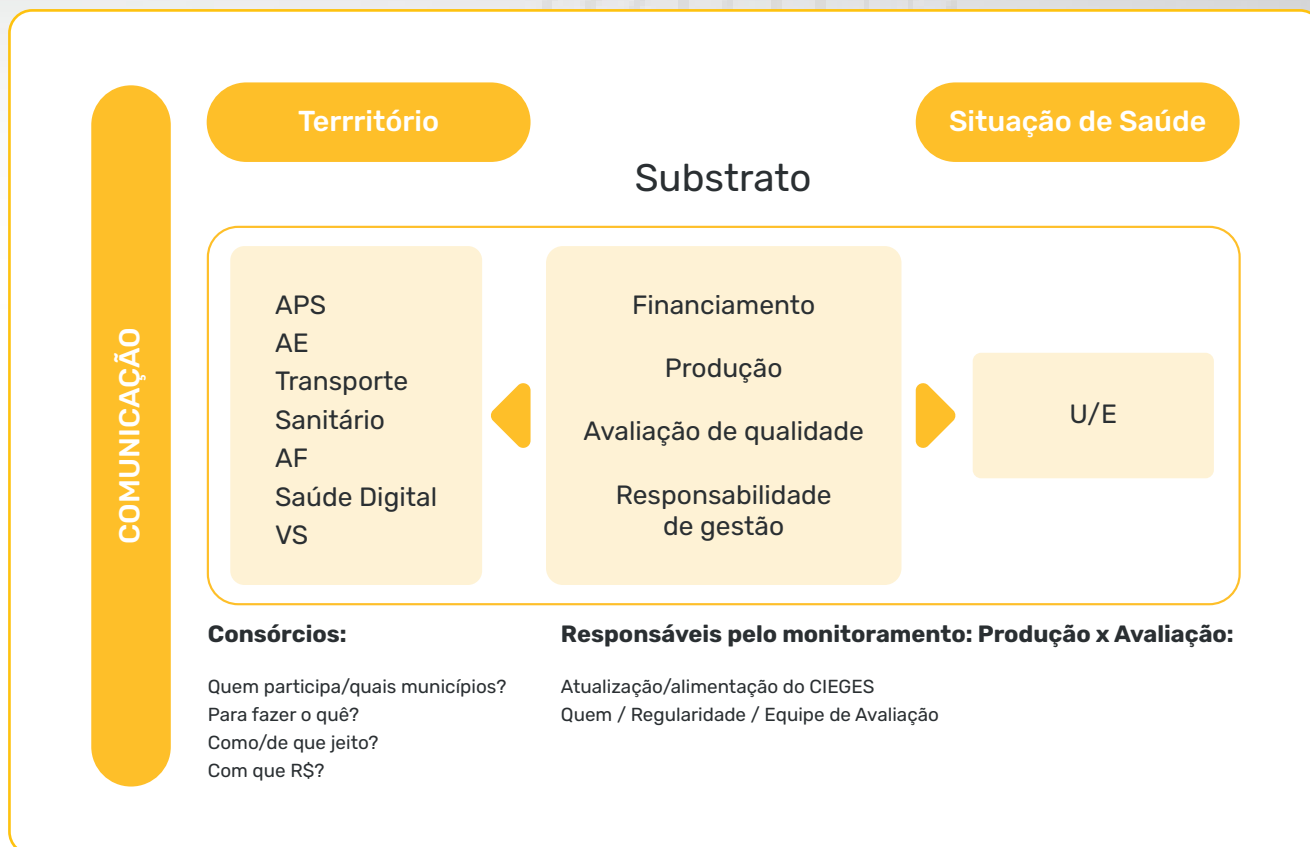 COMUNICAÇÃO
Terrritório
Situação de Saúde
Substrato
APS
AE
Transporte
Sanitário
AF
Saúde Digital
VS
Financiamento
Produção
Avaliação de qualidade
Responsabilidade
de gestão
U/E
Consórcios:
Quem participa/quais municípios?
Para fazer o quê?
Como/de que jeito?
Com que R$?
Responsáveis pelo monitoramento: Produção x Avaliação:
Atualização/alimentação do CIEGES
Quem / Regularidade / Equipe de Avaliação